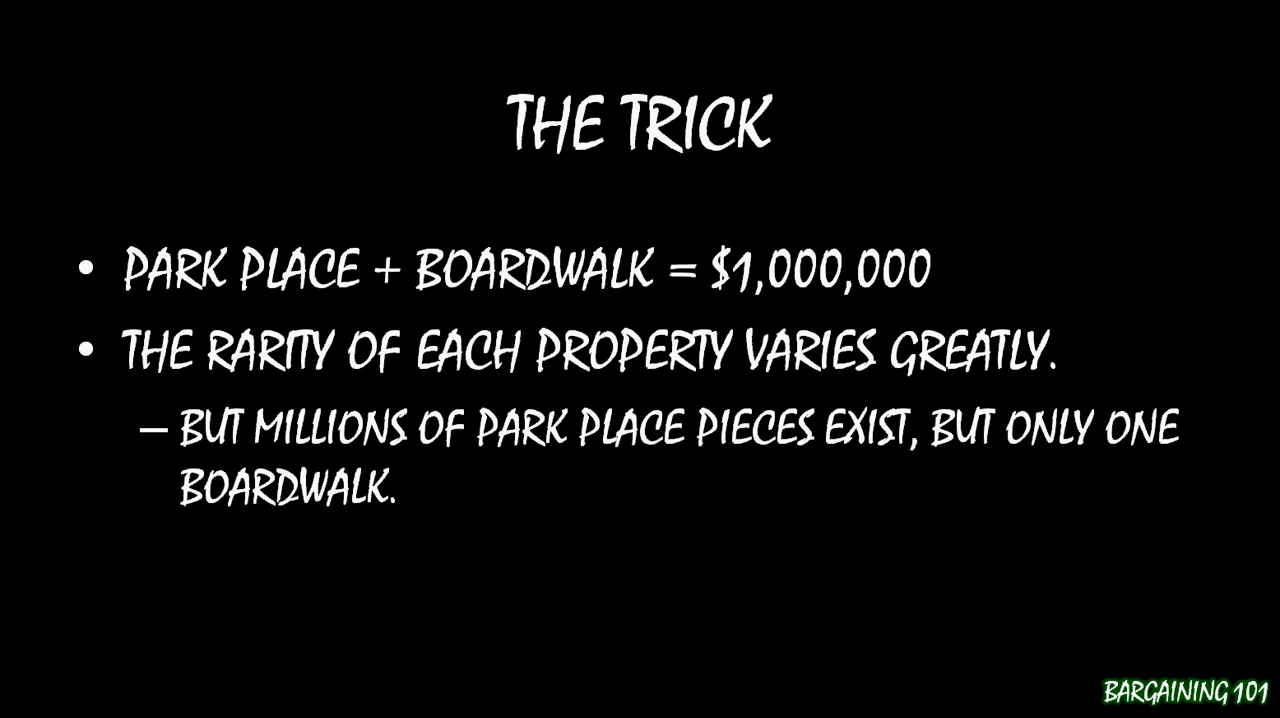 THE TRICK
• PARK PLACE + BOARDWALK = $1,000,000
• THE RARITY OF EACH PROPERTY VARIES GREATLY.
– BUT MILLIONS OF PARK PLACE PIECES EXIST, BUT ONLY ONE
BOARDWALK.
BARGAINING 101